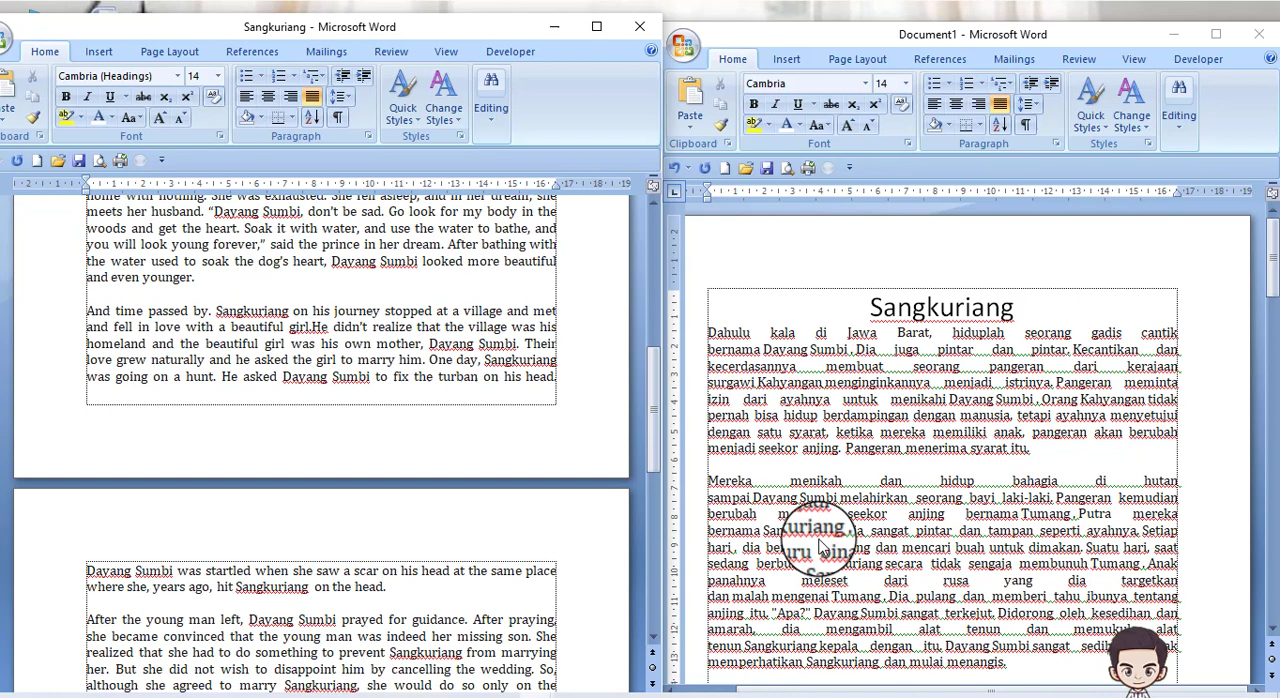 Sangkuriang - Microsoft Word
Home Insert Page Layout References Mailings Review View Developer
Cambria (Headings) 14
Quick Styles Change Styles Editing
Font Paragraph Styles
home with nothing. She was exhausted. She fell asleep, and in her dream, she
meets her husband. “Dayang Sumbi, don’t be sad. Go look for my body in the
woods and get the heart. Soak it with water, and use the water to bathe, and
you will look young forever,” said the prince in her dream. After bathing with
the water used to soak the dog’s heart, Dayang Sumbi looked more beautiful
and even younger.
And time passed by. Sangkuriang on his journey stopped at a village and met
and fell in love with a beautiful girl.He didn’t realize that the village was his
homeland and the beautiful girl was his own mother, Dayang Sumbi. Their
love grew naturally and he asked the girl to marry him. One day, Sangkuriang
was going on a hunt. He asked Dayang Sumbi to fix the turban on his head.
Dayang Sumbi was startled when she saw a scar on his head at the same place
where she, years ago, hit Sangkuriang on the head.
After the young man left, Dayang Sumbi prayed for guidance. After praying,
she became convinced that the young man was indeed her missing son. She
realized that she had to do something to prevent Sangkuriang from marrying
her. But she did not wish to disappoint him by cancelling the wedding. So,
although she agreed to marry Sangkuriang, she would do so only on the
Document1 - Microsoft Word
Home Insert Page Layout References Mailings Review View Developer
Cambria 14
Paste Quick Styles Change Styles Editing
Clipboard Font Paragraph Styles
Sangkuriang
Dahulu kala di Jawa Barat, hiduplah seorang gadis cantik
bernama Dayang Sumbi , Dia juga pintar dan pintar. Kecantikan dan
kecerdasannya membuat seorang pangeran dari kerajaan
surgawi Kahyangan menginginkannya menjadi istrinya. Pangeran meminta
izin dari ayahnya untuk menikahi Dayang Sumbi , Orang Kahyangan tidak
pernah bisa hidup berdampingan dengan manusia, tetapi ayahnya menyetujui
dengan satu syarat, ketika mereka memiliki anak, pangeran akan berubah
menjadi seekor anjing. Pangeran menerima syarat itu.
Mereka menikah dan hidup bahagia di hutan
sampai Dayang Sumbi melahirkan seorang bayi laki-laki. Pangeran kemudian
berubah seekor anjing bernama Tumang , Putra mereka
bernama sangat pintar dan tampan seperti ayahnya. Setiap
hari , dia dan mencari buah untuk dimakan. Suatu hari, saat
sedang secara tidak sengaja membunuh Tumang , Anak
panahnya meleset dari rusa yang dia targetkan
dan malah mengenai Tumang , Dia pulang dan memberi tahu ibunya tentang
anjing itu. "Apa?" Dayang Sumbi sangat terkejut. Didorong oleh kesedihan dan
amarah, dia mengambil alat tenun dan
tenun Sangkuriang kepala dengan itu. Dayang Sumbi sangat
memperhatikan Sangkuriang dan mulai menangis.